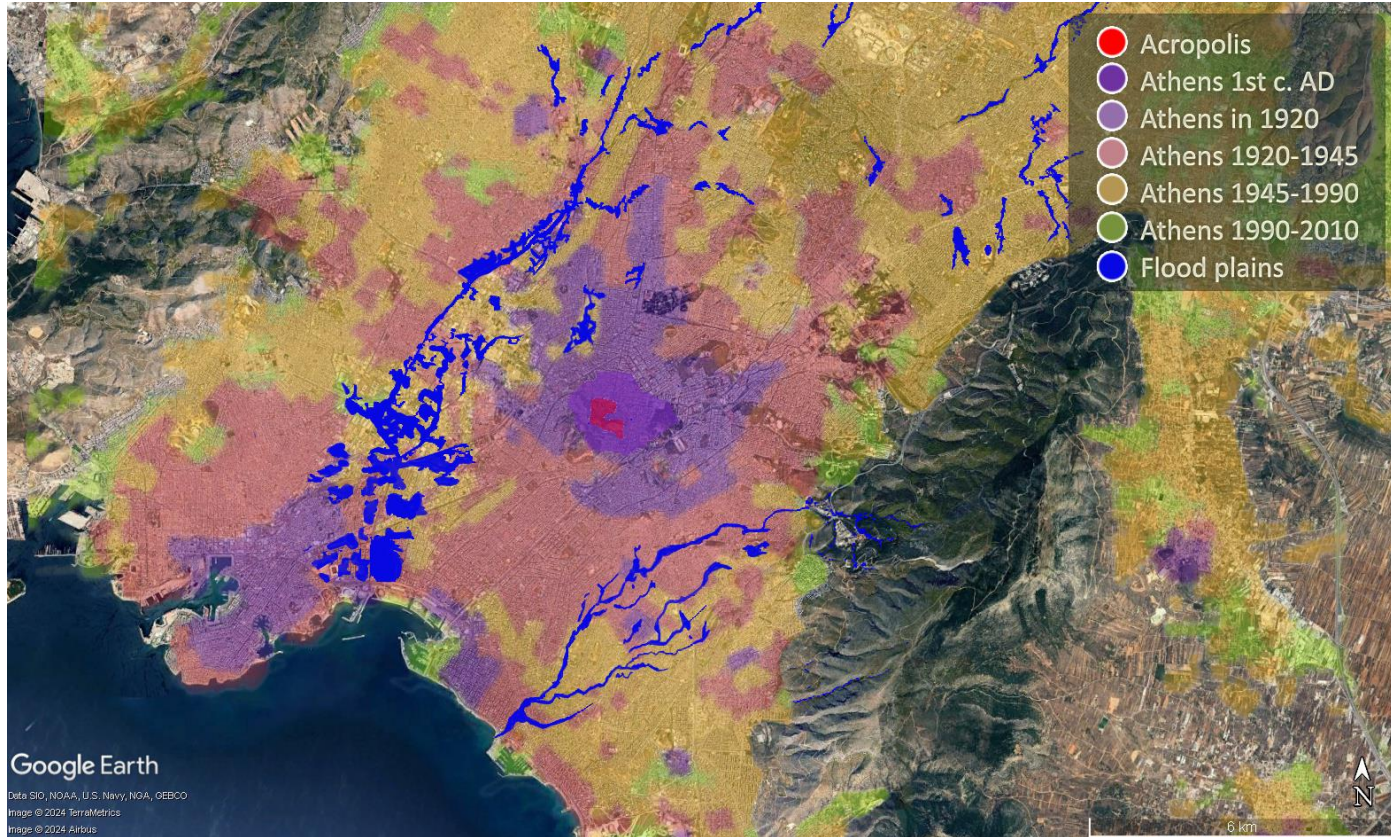 Acropolis
Athens 1st c. AD
Athens in 1920
Athens 1920-1945
Athens 1945-1990
Athens 1990-2010
Flood plains
Google Earth
Data SIO, NOAA, U.S. Navy, NGA, GEBCO
Image © 2024 TerraMetrics
Image © 2024 Airbus
N
6 km